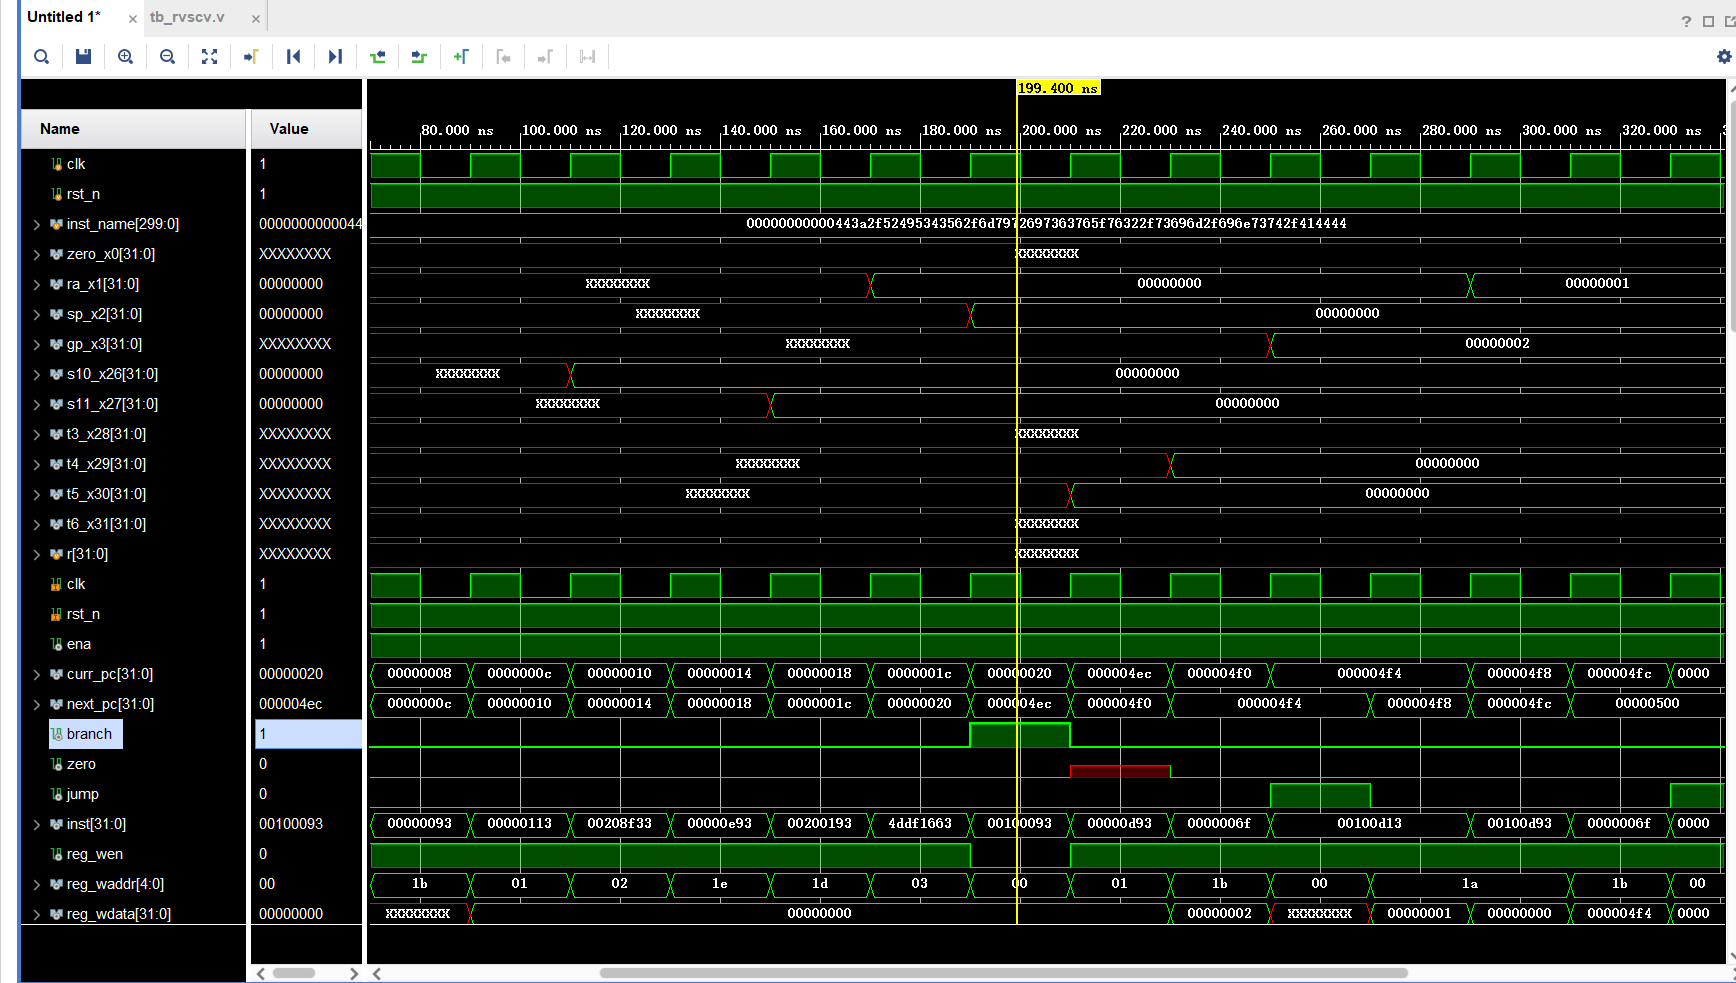 Untitled 1* × tb_rvscv.v ×
?
199.400 ns
Name Value
80.000 ns 100.000 ns 120.000 ns 140.000 ns 160.000 ns 180.000 ns 200.000 ns 220.000 ns 240.000 ns 260.000 ns 280.000 ns 300.000 ns 320.000 ns
clk 1
rst_n 1
inst_name[299:0] 0000000000044
zero_x0[31:0] XXXXXXXX XXXXXXXX
ra_x1[31:0] 00000000 XXXXXXXX 00000000 00000001
sp_x2[31:0] 00000000 XXXXXXXX 00000000
gp_x3[31:0] XXXXXXXX XXXXXXXX 00000002
s10_x26[31:0] 00000000 XXXXXXXX 00000000
s11_x27[31:0] 00000000 XXXXXXXX 00000000
t3_x28[31:0] XXXXXXXX XXXXXXXX
t4_x29[31:0] XXXXXXXX XXXXXXXX 00000000
t5_x30[31:0] XXXXXXXX XXXXXXXX 00000000
t6_x31[31:0] XXXXXXXX XXXXXXXX
r[31:0] XXXXXXXX XXXXXXXX
clk 1
rst_n 1
ena 1
curr_pc[31:0] 00000020 00000008 0000000c 00000010 00000014 00000018 0000001c 00000020 000004ec 000004f0 000004f4 000004f8 000004fc 0000
next_pc[31:0] 000004ec 0000000c 00000010 00000014 00000018 0000001c 00000020 000004ec 000004f0 000004f4 000004f8 000004fc 00000500
branch 1
zero 0
jump 0
inst[31:0] 00100093 00000093 00000113 00208f33 00000e93 00200193 4ddf1663 00100093 00000d93 0000006f 00100d13 00100d93 0000006f 0000
reg_wen 0
reg_waddr[4:0] 00 1b 01 02 1e 1d 03 00 01 1b 00 1a 1b 00
reg_wdata[31:0] 00000000 XXXXXXXX 00000000 00000002 XXXXXXXX 00000001 00000000 000004f4 0000